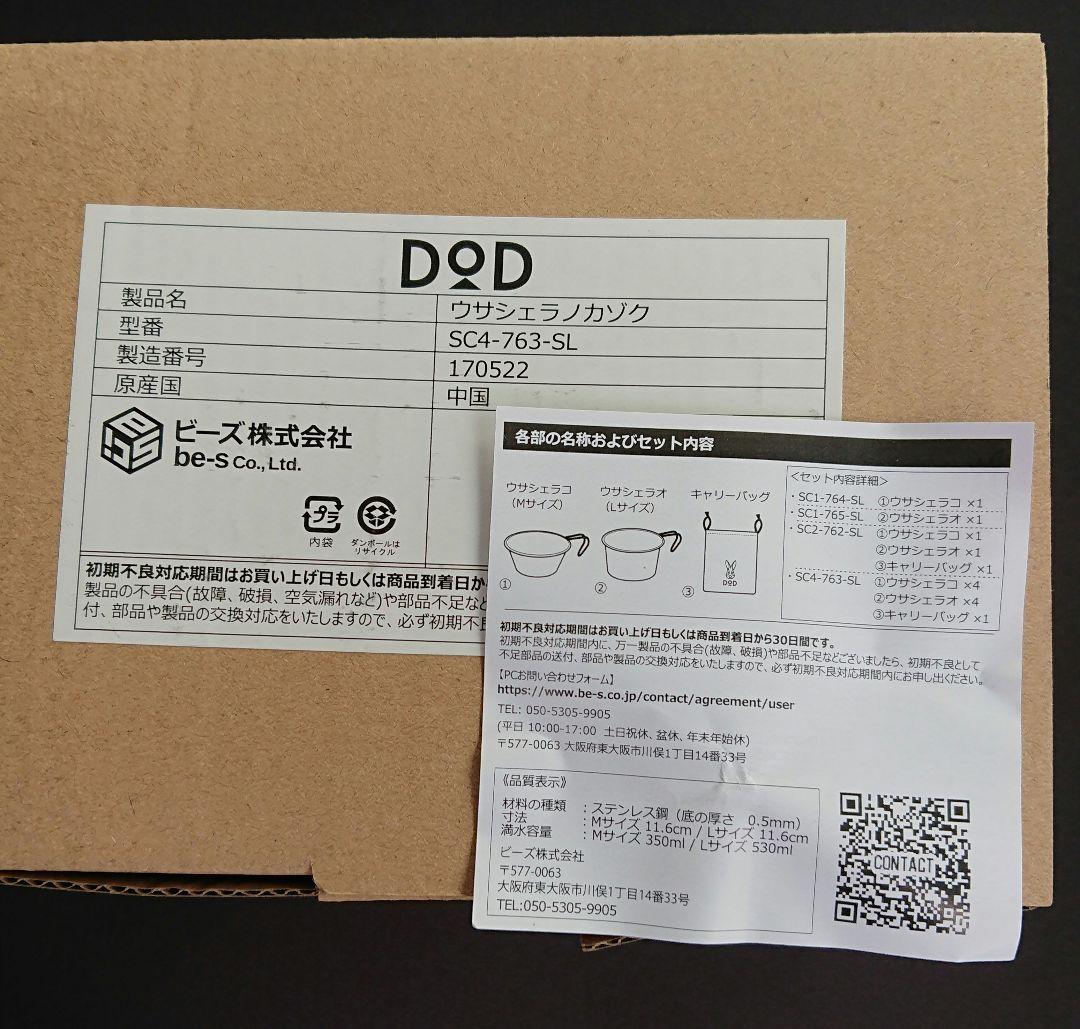 DOD
製品名 ウサシェラノカゾク
型番 SC4-763-SL
製造番号 170522
原産国 中国
ビーズ株式会社
be-s Co., Ltd.
プラ
内袋
ダンボールは
リサイクル
初期不良対応期間はお買い上げ日もしくは商品到着日か
製品の不具合(故障、破損、空気漏れなど)や部品不足など
付、部品や製品の交換対応をいたしますので、必ず初期不
各部の名称およびセット内容
ウサシェラコ
(Mサイズ)
ウサシェラオ
(Lサイズ)
キャリーバッグ
①
②
③
DOD
<セット内容詳細>
・SC1-764-SL ①ウサシェラコ ×1
・SC1-765-SL ②ウサシェラオ ×1
・SC2-762-SL ①ウサシェラコ ×1
②ウサシェラオ ×1
③キャリーバッグ ×1
・SC4-763-SL ①ウサシェラコ ×4
②ウサシェラオ ×4
③キャリーバッグ ×1
初期不良対応期間はお買い上げ日もしくは商品到着日から30日間です。
初期不良対応期間内に、万一製品の不具合(故障、破損)や部品不足などございましたら、初期不良として
不足部品の送付、部品や製品の交換対応をいたしますので、必ず初期不良対応期間内にお申し出ください。
【PCお問い合わせフォーム】
https://www.be-s.co.jp/contact/agreement/user
TEL: 050-5305-9905
(平日 10:00-17:00 土日祝休、盆休、年末年始休)
〒577-0063 大阪府東大阪市川俣1丁目14番33号
《品質表示》
材料の種類 : ステンレス鋼（底の厚さ 0.5mm）
寸法 : Mサイズ 11.6cm / Lサイズ 11.6cm
満水容量 : Mサイズ 350ml / Lサイズ 530ml
ビーズ株式会社
〒577-0063
大阪府東大阪市川俣1丁目14番33号
TEL:050-5305-9905
CONTACT